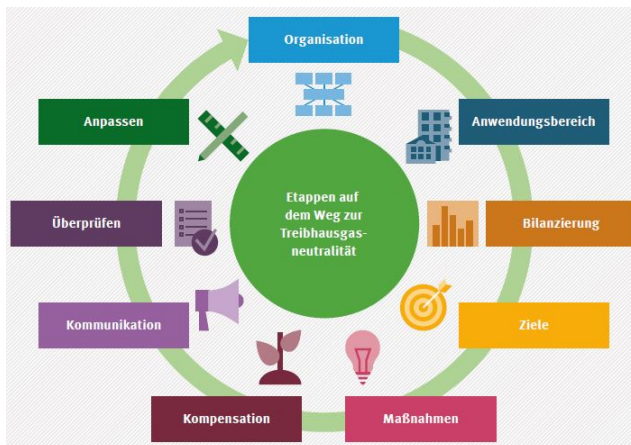 Organisation
Anwendungsbereich
Bilanzierung
Ziele
Maßnahmen
Kompensation
Kommunikation
Überprüfen
Anpassen
Etappen auf
dem Weg zur
Treibhausgas-
neutralität